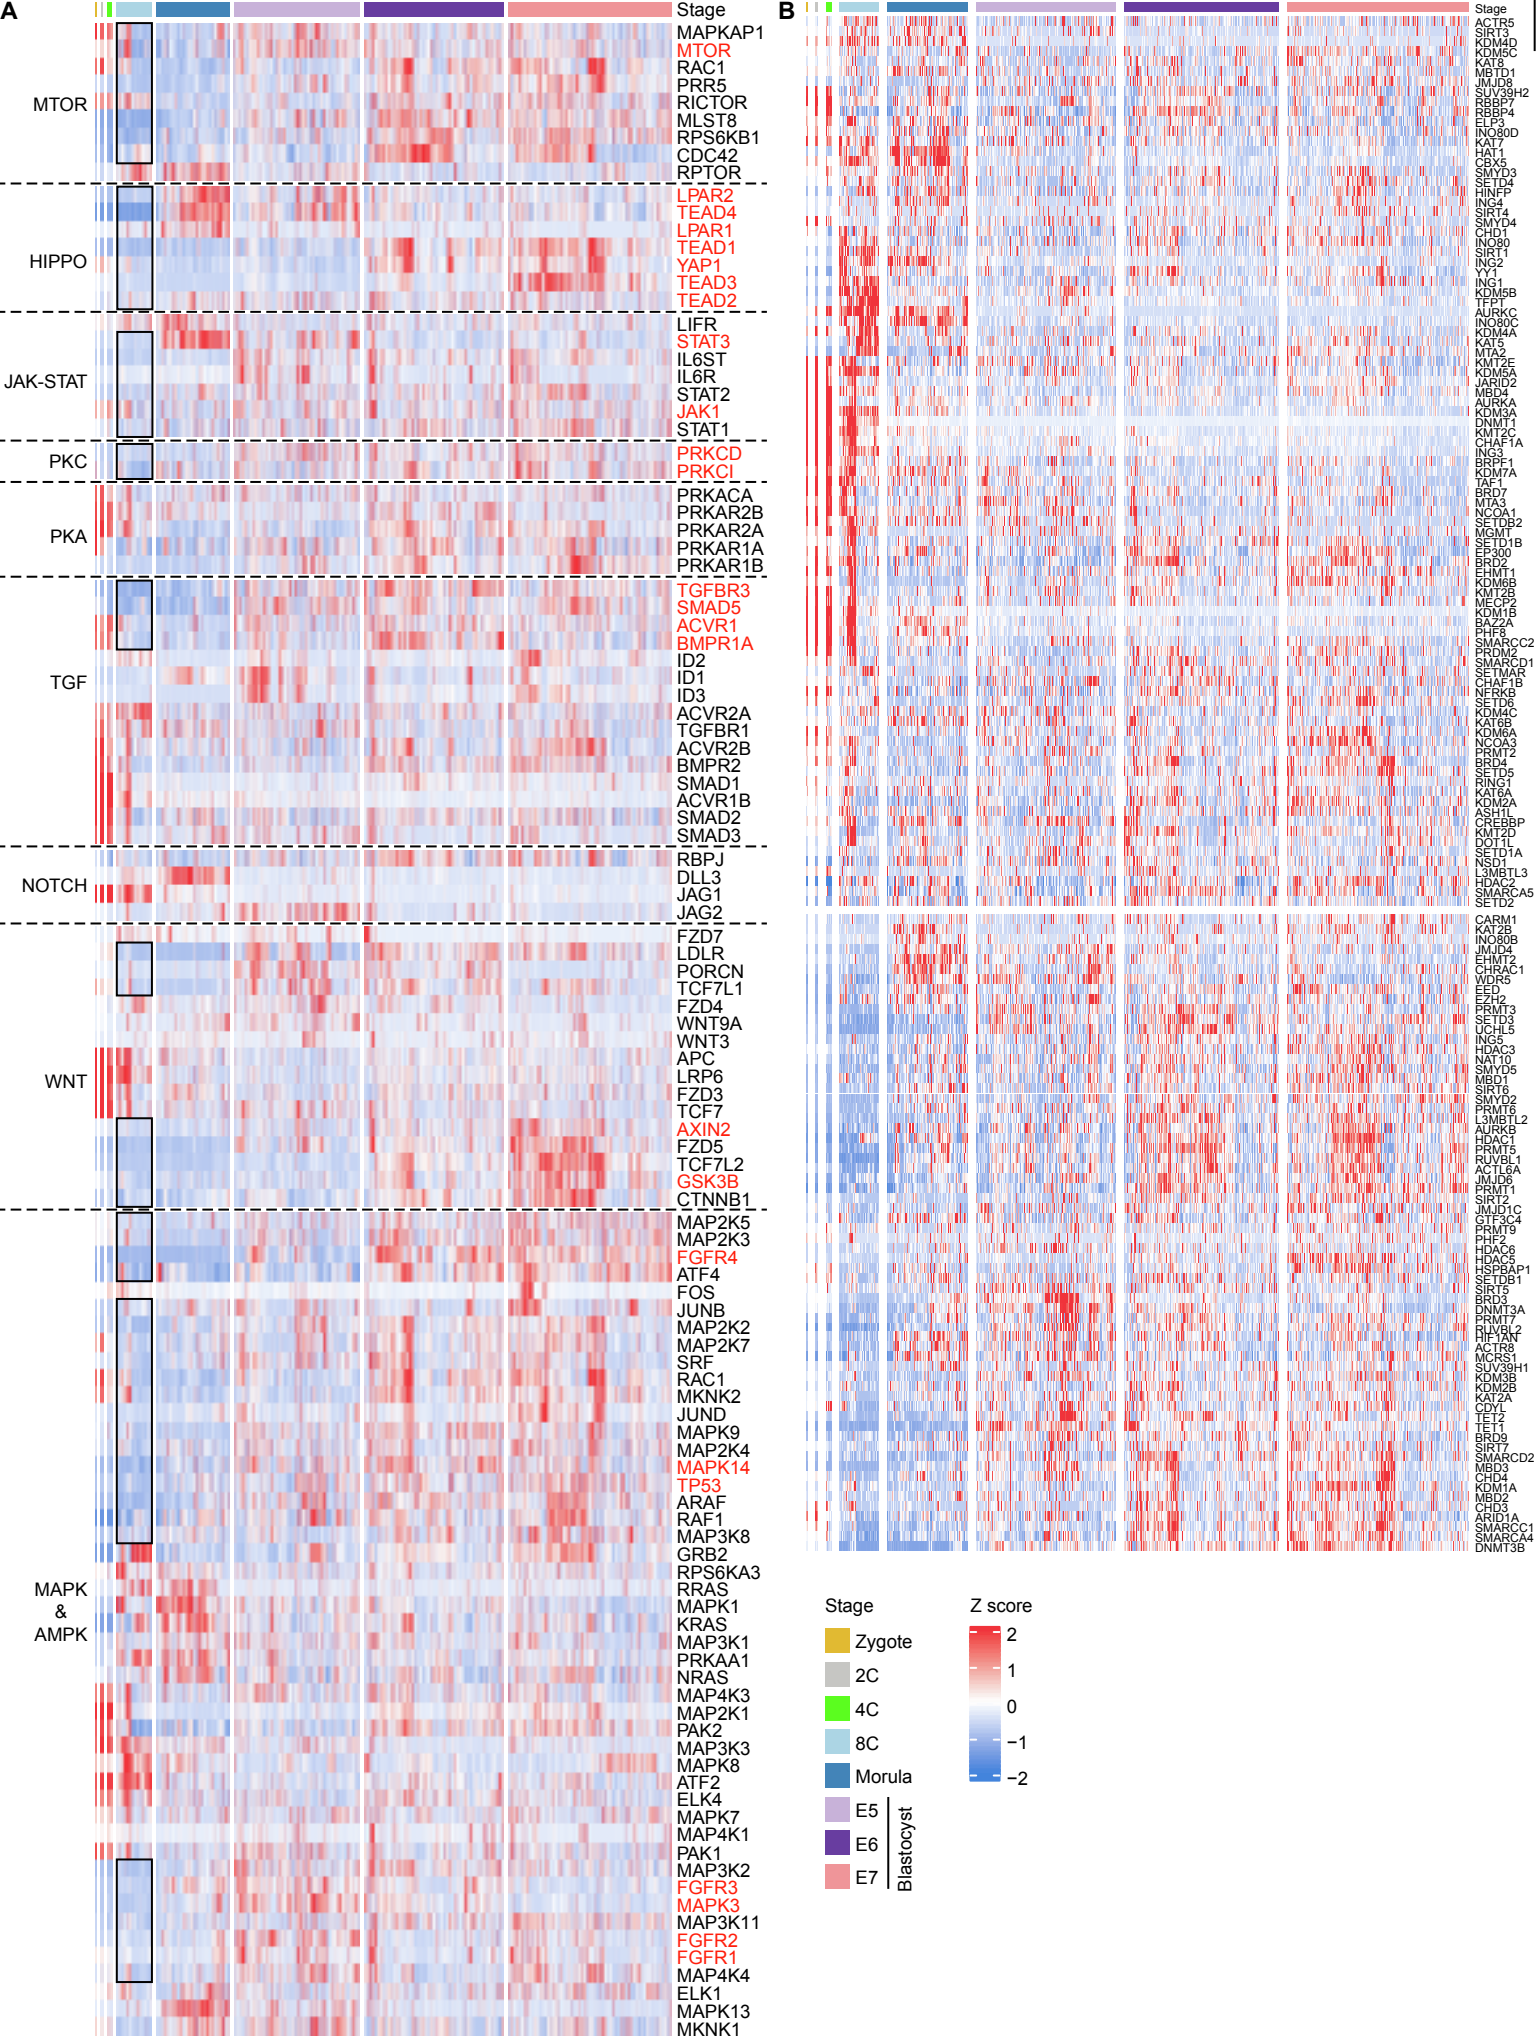 A
Stage
MTOR
MAPKAP1
MTOR
RAC1
PRR5
RICTOR
MLST8
RPS6KB1
CDC42
RPTOR
HIPPO
LPAR2
TEAD4
LPAR1
TEAD1
YAP1
TEAD3
TEAD2
JAK-STAT
LIFR
STAT3
IL6ST
IL6R
STAT2
JAK1
STAT1
PKC
PRKCD
PRKCI
PKA
PRKACA
PRKAR2B
PRKAR2A
PRKAR1A
PRKAR1B
TGF
TGFBR3
SMAD5
ACVR1
BMPR1A
ID2
ID1
ID3
ACVR2A
TGFBR1
ACVR2B
BMPR2
SMAD1
ACVR1B
SMAD2
SMAD3
NOTCH
RBPJ
DLL3
JAG1
JAG2
WNT
FZD7
LDLR
PORCN
TCF7L1
FZD4
WNT9A
WNT3
APC
LRP6
FZD3
TCF7
AXIN2
FZD5
TCF7L2
GSK3B
CTNNB1
MAPK
&
AMPK
MAP2K5
MAP2K3
FGFR4
ATF4
FOS
JUNB
MAP2K2
MAP2K7
SRF
RAC1
MKNK2
JUND
MAPK9
MAP2K4
MAPK14
TP53
ARAF
RAF1
MAP3K8
GRB2
RPS6KA3
RRAS
MAPK1
KRAS
MAP3K1
PRKAA1
NRAS
MAP4K3
MAP2K1
PAK2
MAP3K3
MAPK8
ATF2
ELK4
MAPK7
MAP4K1
PAK1
MAP3K2
FGFR3
MAPK3
MAP3K11
FGFR2
FGFR1
MAP4K4
ELK1
MAPK13
MKNK1
B
Stage
ACTR5
SIRT3
KDM4D
KDM5C
KAT8
MBTD1
JMJD8
SUV39H2
RBBP7
RBBP4
ELP3
INO80D
KAT7
HAT1
CBX5
SMYD3
SETD4
HINFP
ING4
SIRT4
SMYD4
CHD1
INO80
SIRT1
ING2
YY1
ING1
KDM5B
TFPT
AURKC
INO80C
KDM4A
KAT5
MTA2
KMT2E
KDM5A
JARID2
MBD4
AURKA
KDM3A
DNMT1
KMT2C
CHAF1A
ING3
BRPF1
KDM7A
TAF1
BRD7
MTA3
NCOA1
SETDB2
MGMT
SETD1B
EP300
BRD2
EHMT1
KDM6B
KMT2B
MECP2
KDM1B
BAZ2A
PHF8
SMARCC2
PRDM2
SMARCD1
SETMAR
CHAF1B
NFRKB
SETD6
KDM4C
KAT6B
KDM6A
NCOA3
PRMT2
BRD4
SETD5
RING1
KAT6A
KDM2A
ASH1L
CREBBP
KMT2D
DOT1L
SETD1A
NSD1
L3MBTL3
HDAC2
SMARCA5
SETD2
CARM1
KAT2B
INO80B
JMJD4
EHMT2
CHRAC1
WDR5
EED
EZH2
PRMT3
SETD3
UCHL5
ING5
HDAC3
NAT10
SMYD5
MBD1
SIRT6
SMYD2
PRMT6
L3MBTL2
AURKB
HDAC1
PRMT5
RUVBL1
ACTL6A
JMJD6
PRMT1
SIRT2
JMJD1C
GTF3C4
PRMT9
PHF2
HDAC6
HDAC5
HSPBAP1
SETDB1
SIRT5
BRD3
DNMT3A
PRMT7
RUVBL2
HIF1AN
ACTR8
MCRS1
SUV39H1
KDM3B
KDM2B
KAT2A
CDYL
TET2
TET1
BRD9
SIRT7
SMARCD2
MBD3
CHD4
KDM1A
MBD2
CHD3
ARID1A
SMARCC1
SMARCA4
DNMT3B
Stage
Zygote
2C
4C
8C
Morula
E5
E6
E7
Blastocyst
Z score
2
1
0
−1
−2